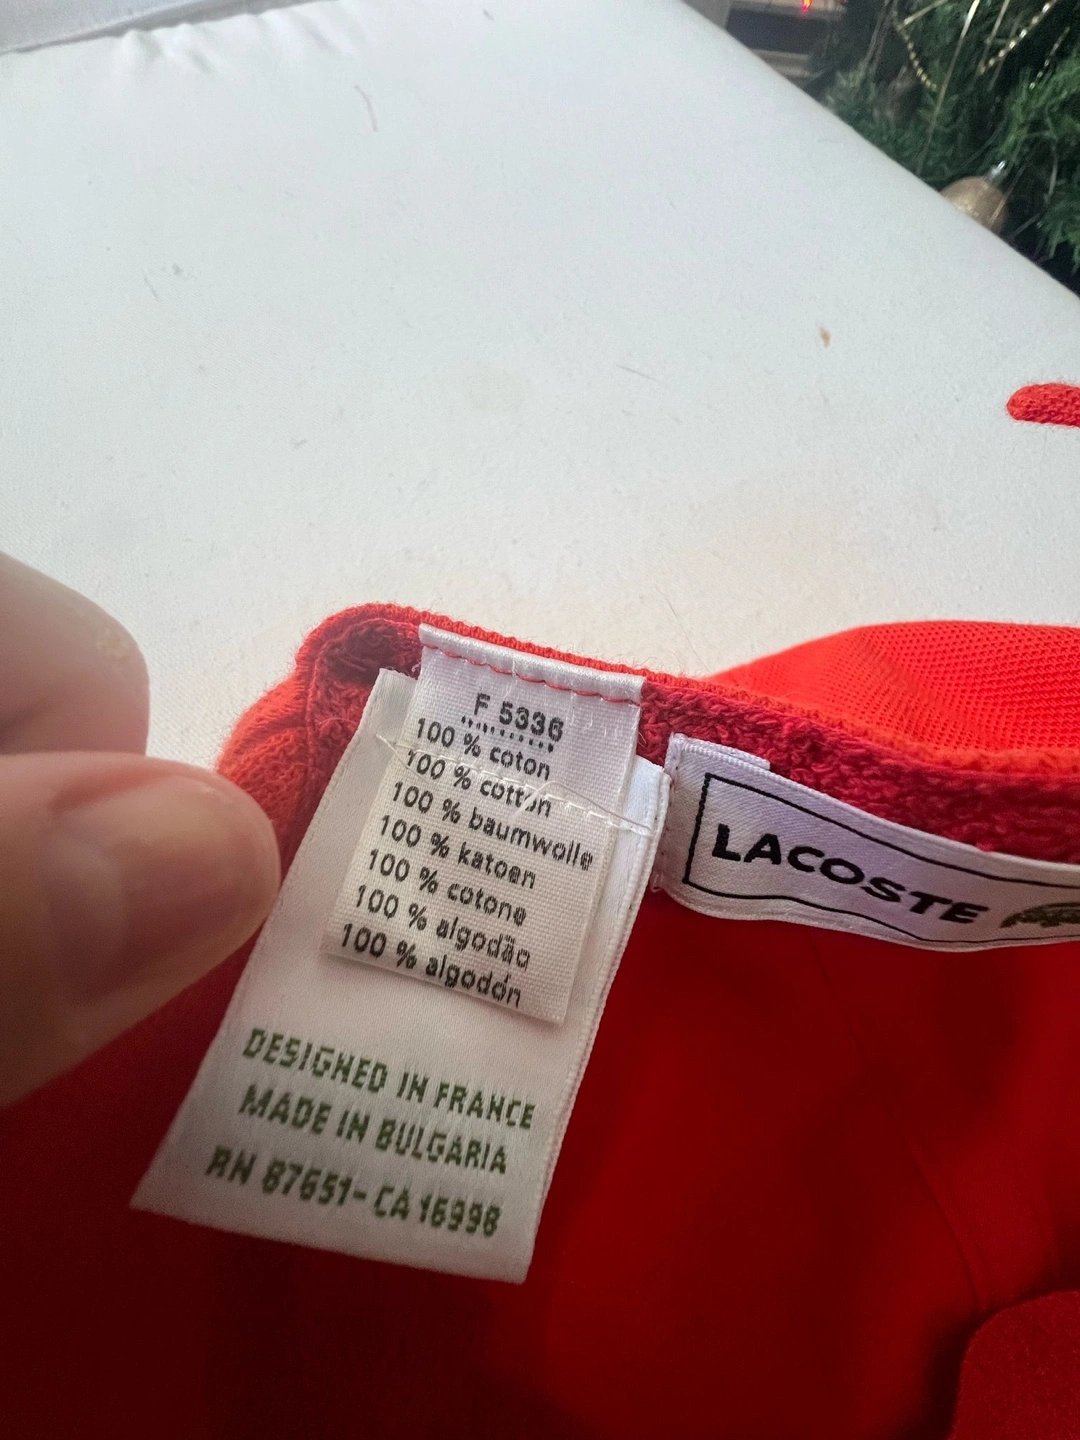 F 5336
100 % coton
100 % cotton
100 % baumwolle
100 % katoen
100 % cotone
100 % algodão
100 % algodón
LACOSTE
DESIGNED IN FRANCE
MADE IN BULGARIA
RN 87651-CA 16998